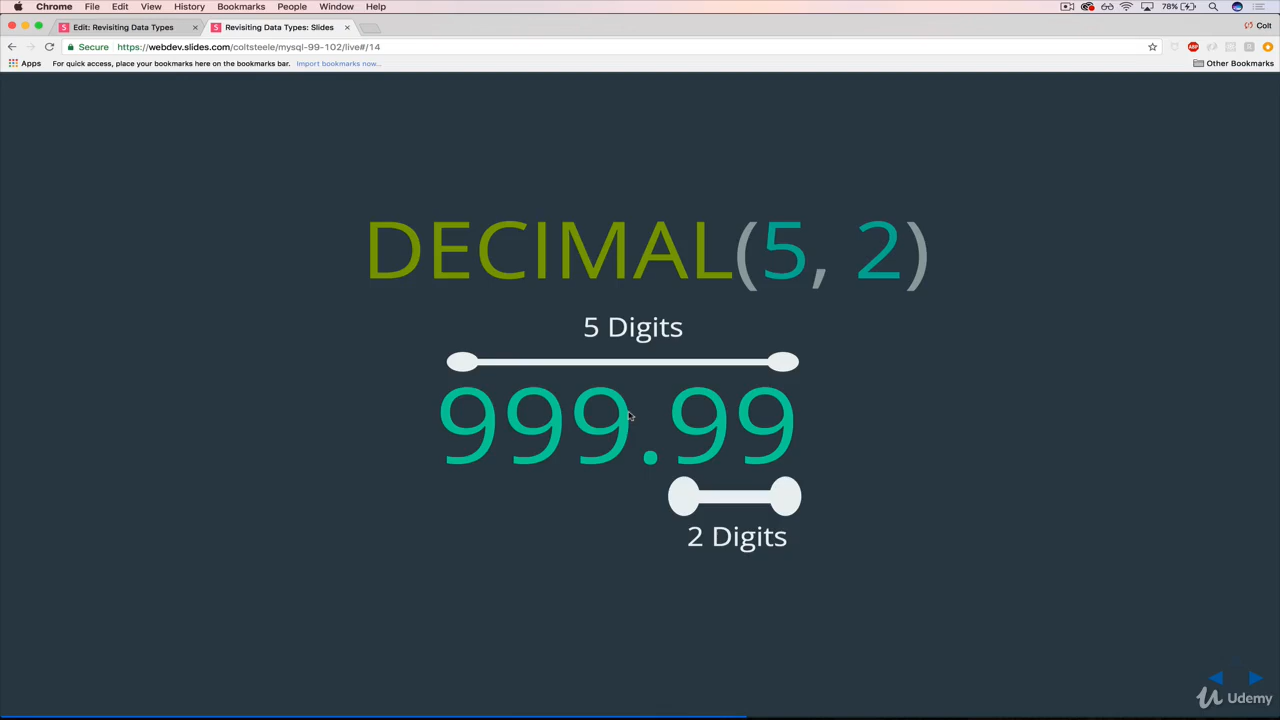 Chrome File Edit View History Bookmarks People Window Help 78%
Edit: Revisiting Data Types Revisiting Data Types: Slides Colt
Secure https://webdev.slides.com/coltsteele/mysql-99-102/live#/14 ABP
Apps For quick access, place your bookmarks here on the bookmarks bar. Import bookmarks now... Other Bookmarks
DECIMAL(5, 2)
5 Digits
999.99
2 Digits
Udemy